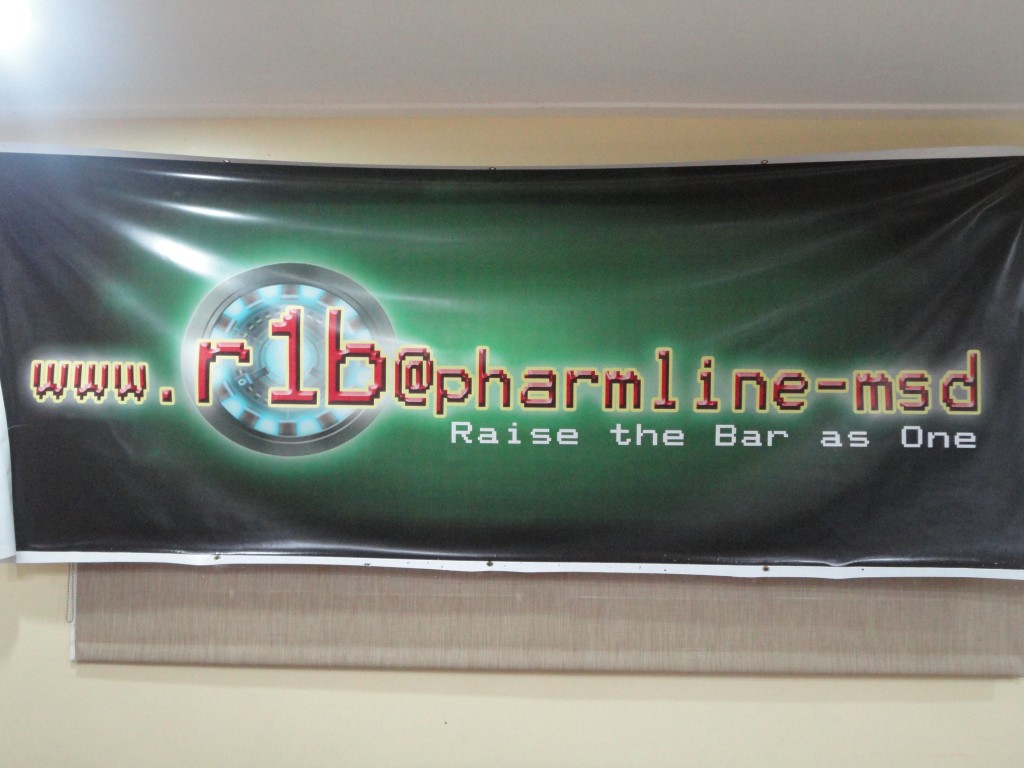 www.r1b@pharmline-msd
Raise the Bar as One